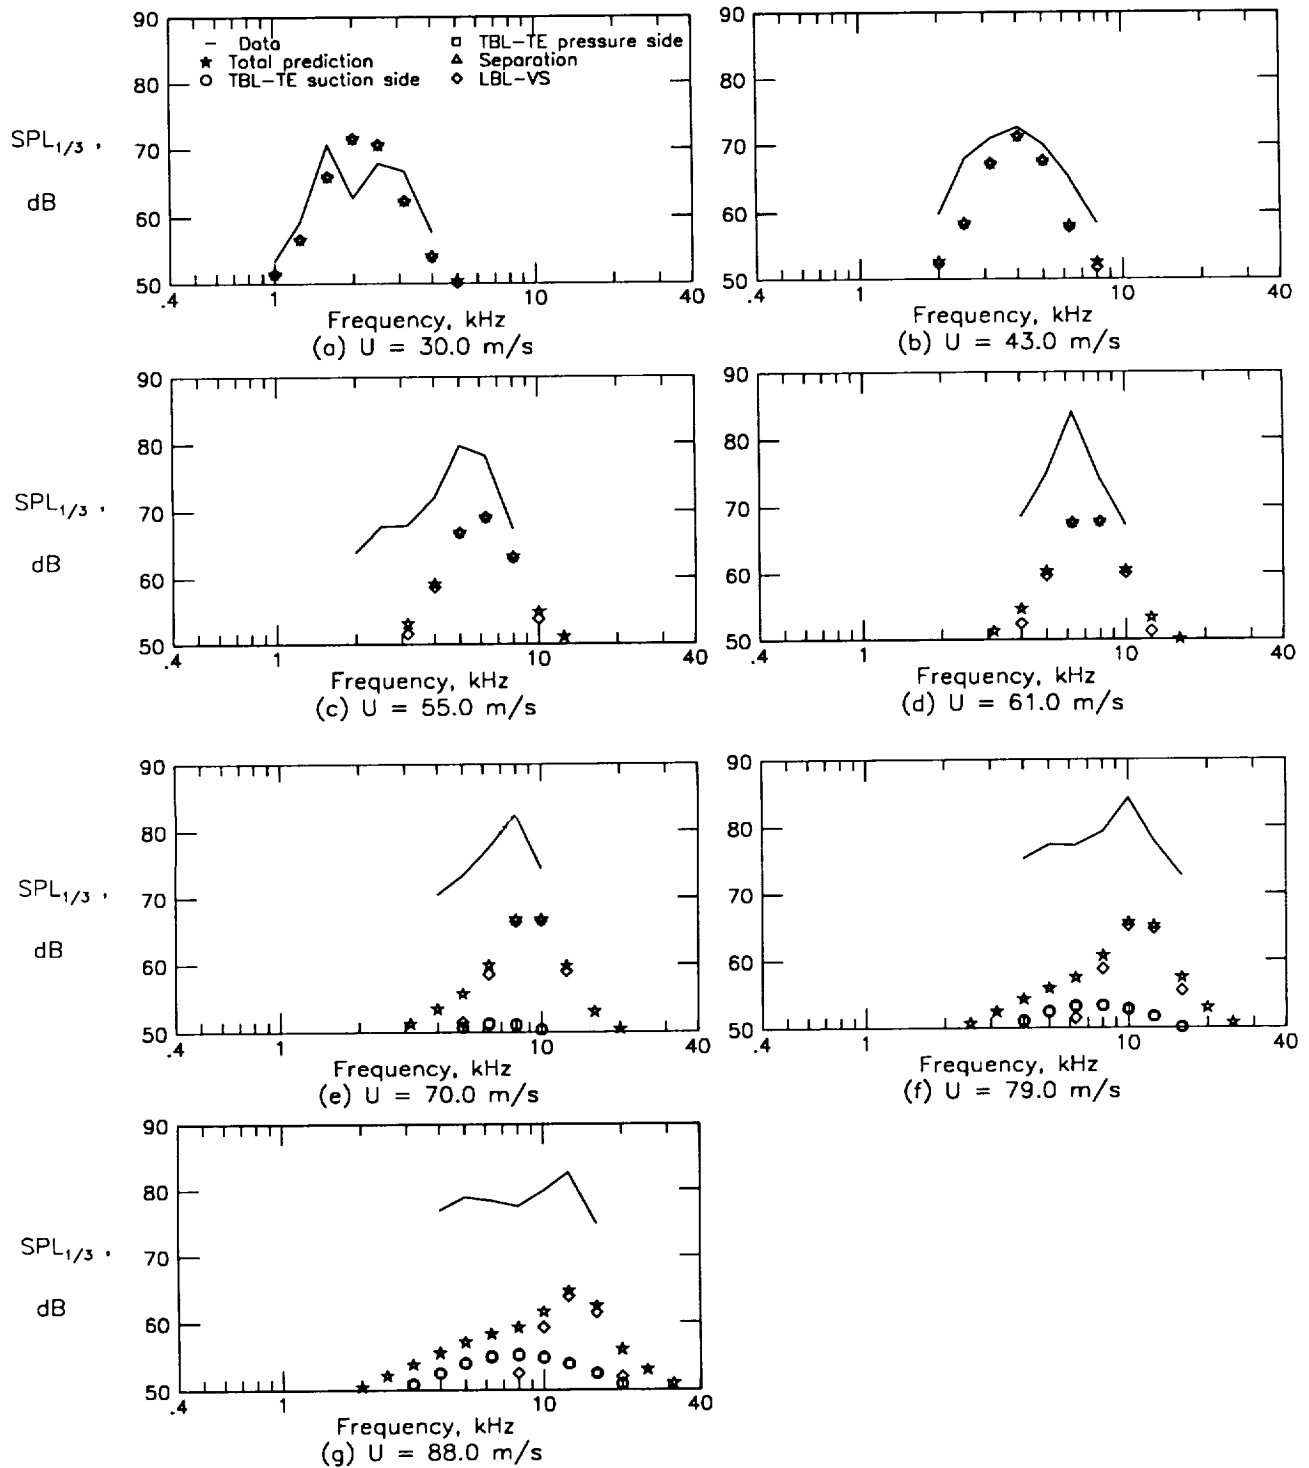 90
80
70
60
50
SPL1/3 ,
dB
— Data
★ Total prediction
○ TBL-TE suction side
□ TBL-TE pressure side
△ Separation
◇ LBL-VS
.4 1 10 40
Frequency, kHz
(a) U = 30.0 m/s
90
80
70
60
50
.4 1 10 40
Frequency, kHz
(b) U = 43.0 m/s
90
80
70
60
50
SPL1/3 ,
dB
.4 1 10 40
Frequency, kHz
(c) U = 55.0 m/s
90
80
70
60
50
.4 1 10 40
Frequency, kHz
(d) U = 61.0 m/s
90
80
70
60
50
SPL1/3 ,
dB
.4 1 10 40
Frequency, kHz
(e) U = 70.0 m/s
90
80
70
60
50
.4 1 10 40
Frequency, kHz
(f) U = 79.0 m/s
90
80
70
60
50
SPL1/3 ,
dB
.4 1 10 40
Frequency, kHz
(g) U = 88.0 m/s